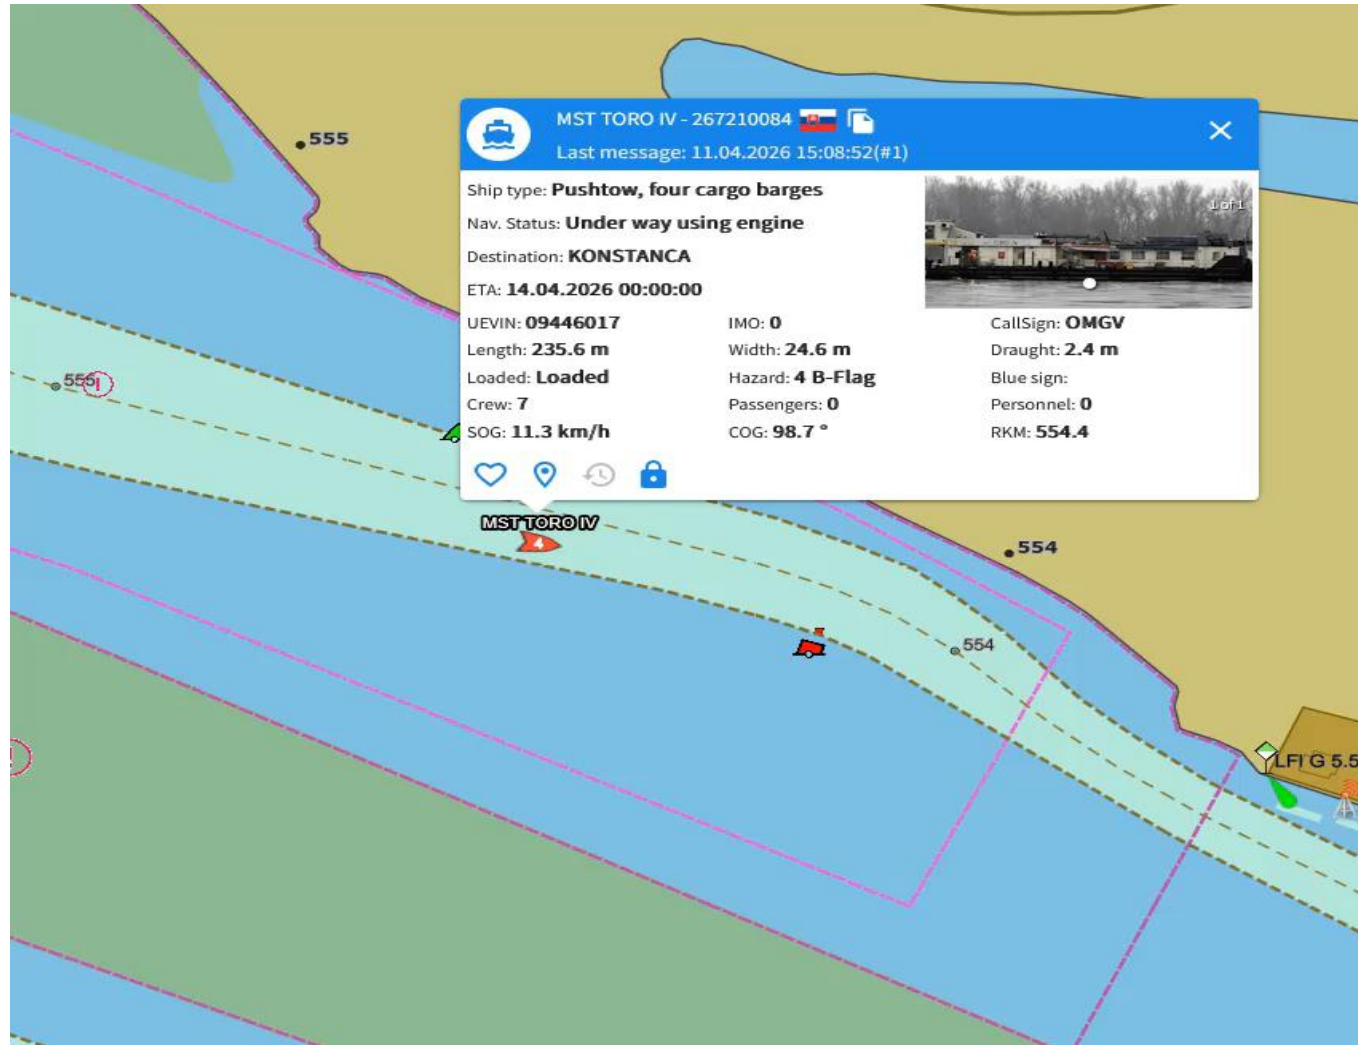 555
MST TORO IV - 267210084
Last message: 11.04.2026 15:08:52(#1)
Ship type: Pushtow, four cargo barges
1 of 1
Nav. Status: Under way using engine
Destination: KONSTANCA
ETA: 14.04.2026 00:00:00
UEVIN: 09446017 IMO: 0 CallSign: OMGV
Length: 235.6 m Width: 24.6 m Draught: 2.4 m
Loaded: Loaded Hazard: 4 B-Flag Blue sign:
Crew: 7 Passengers: 0 Personnel: 0
SOG: 11.3 km/h COG: 98.7 ° RKM: 554.4
555
MST TORO IV
4
554
554
LFl G 5.5